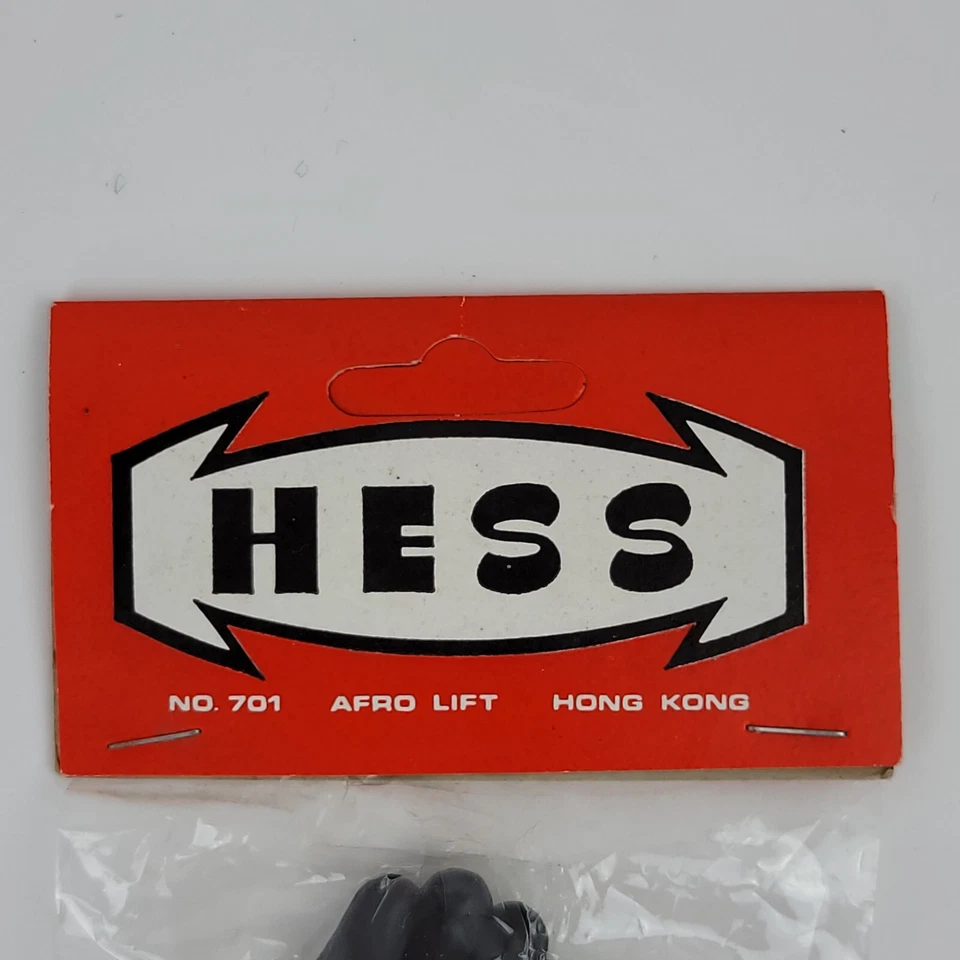 HESS
NO. 701 AFRO LIFT HONG KONG